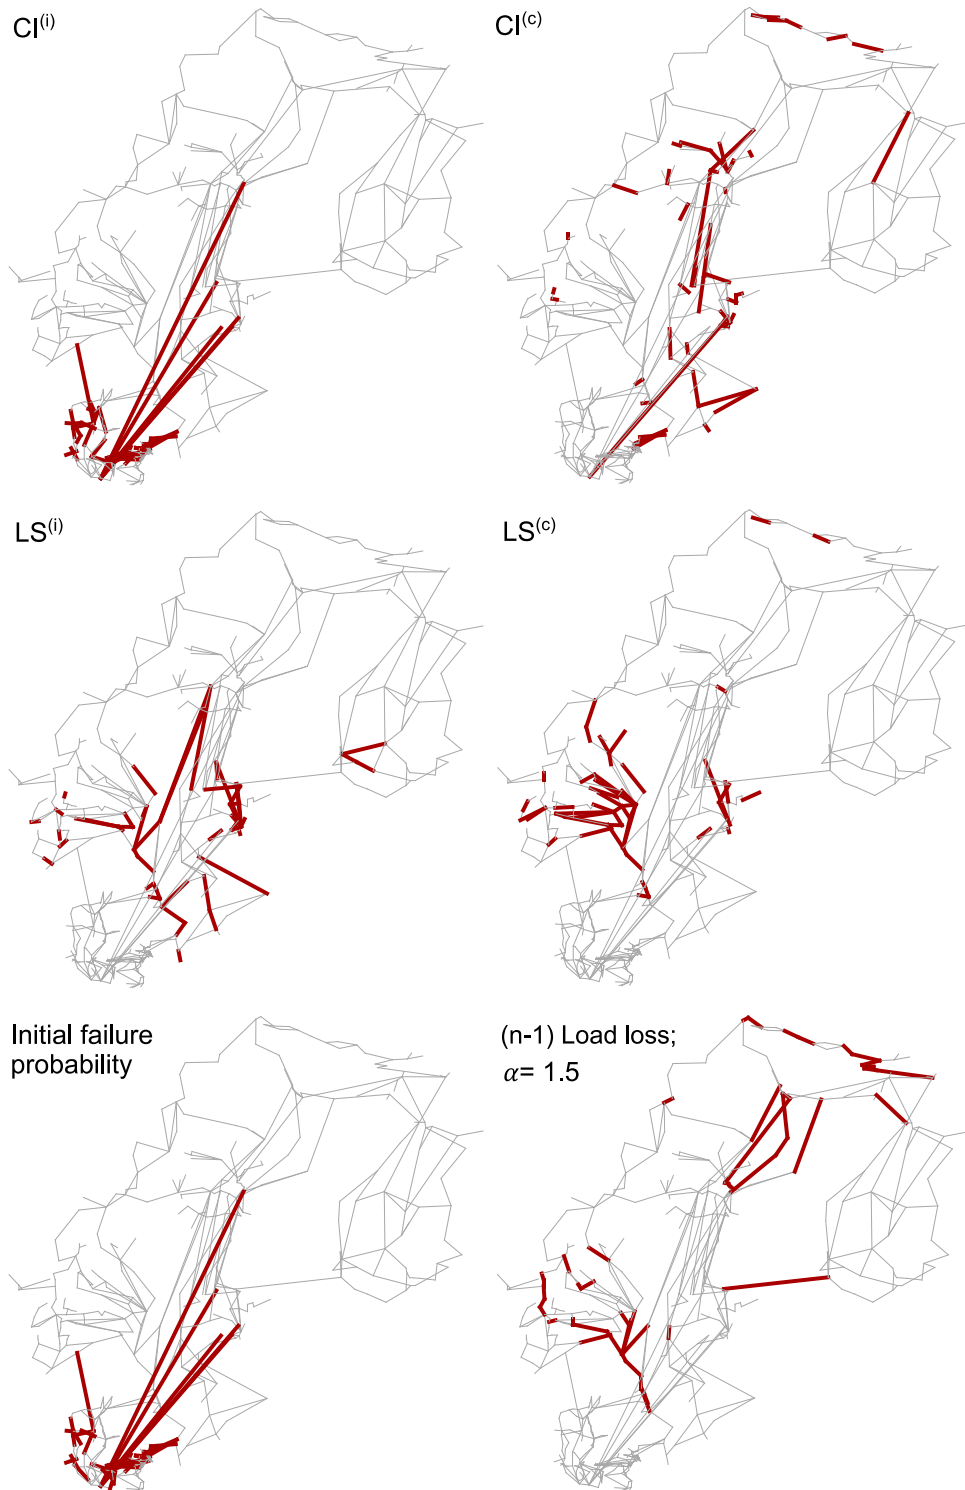 CI^(i)
CI^(c)
LS^(i)
LS^(c)
Initial failure
probability
(n-1) Load loss;
α= 1.5